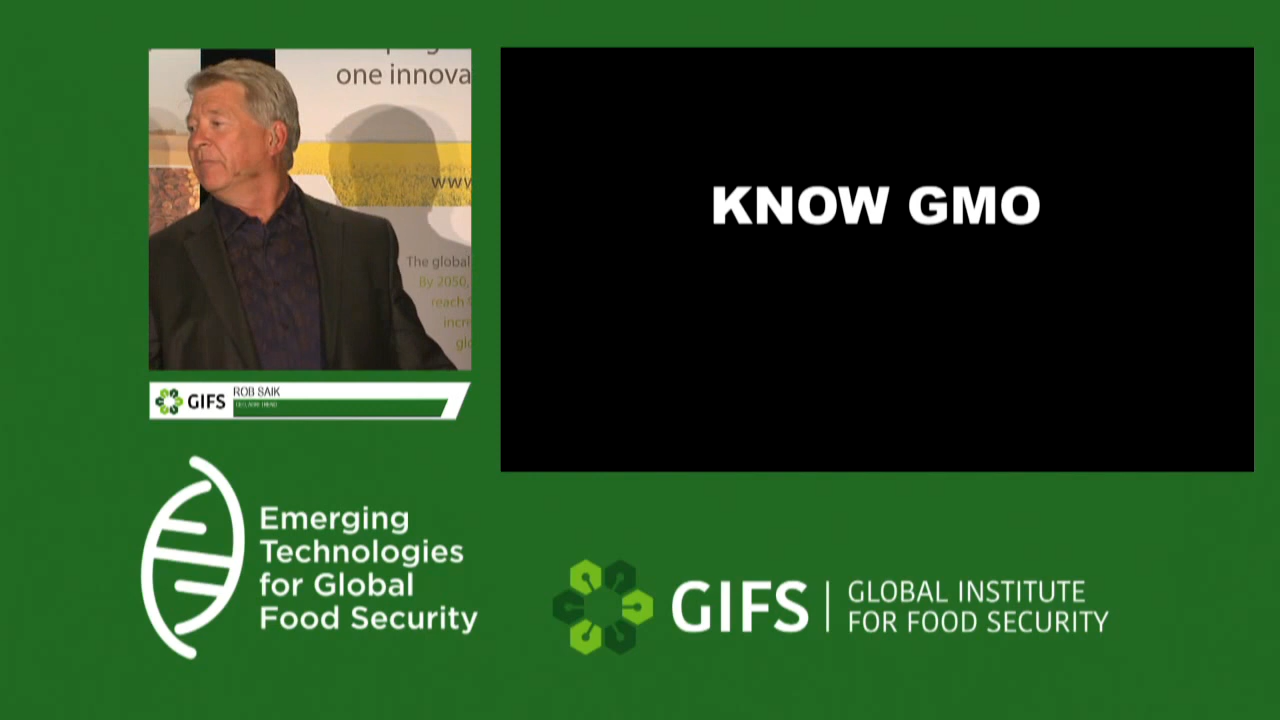 one innova
www
The global
By 2050,
reach
incre
glo
GIFS
ROB SAIK
KNOW GMO
Emerging
Technologies
for Global
Food Security
GIFS
GLOBAL INSTITUTE
FOR FOOD SECURITY